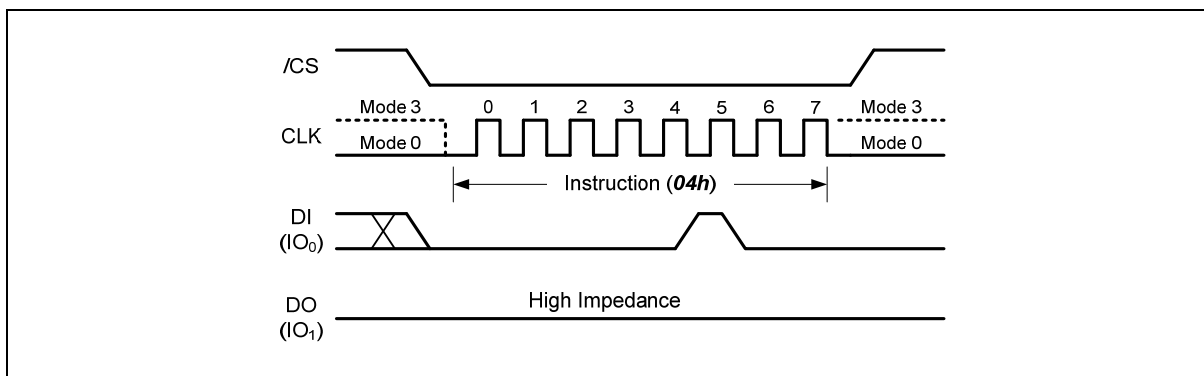 /CS
Mode 3 0 1 2 3 4 5 6 7 Mode 3
CLK
Mode 0 Mode 0
Instruction (04h)
DI
(IO₀)
High Impedance
DO
(IO₁)